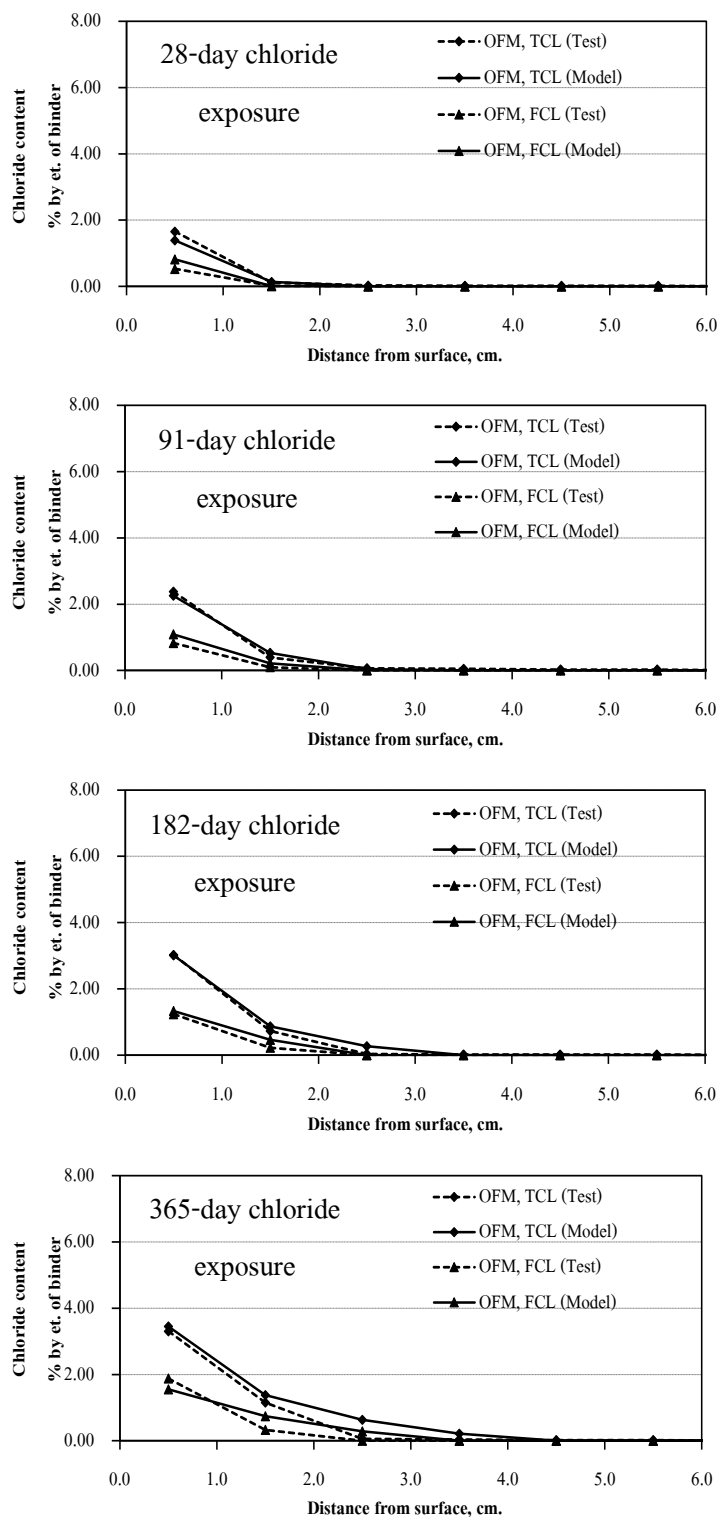 8.00
28-day chloride
exposure
OFM, TCL (Test)
OFM, TCL (Model)
OFM, FCL (Test)
OFM, FCL (Model)
6.00
4.00
2.00
0.00
Chloride content
% by et. of binder
0.0 1.0 2.0 3.0 4.0 5.0 6.0
Distance from surface, cm.
8.00
91-day chloride
exposure
OFM, TCL (Test)
OFM, TCL (Model)
OFM, FCL (Test)
OFM, FCL (Model)
6.00
4.00
2.00
0.00
Chloride content
% by et. of binder
0.0 1.0 2.0 3.0 4.0 5.0 6.0
Distance from surface, cm.
8.00
182-day chloride
exposure
OFM, TCL (Test)
OFM, TCL (Model)
OFM, FCL (Test)
OFM, FCL (Model)
6.00
4.00
2.00
0.00
Chloride content
% by et. of binder
0.0 1.0 2.0 3.0 4.0 5.0 6.0
Distance from surface, cm.
8.00
365-day chloride
exposure
OFM, TCL (Test)
OFM, TCL (Model)
OFM, FCL (Test)
OFM, FCL (Model)
6.00
4.00
2.00
0.00
Chloride content
% by et. of binder
0.0 1.0 2.0 3.0 4.0 5.0 6.0
Distance from surface, cm.